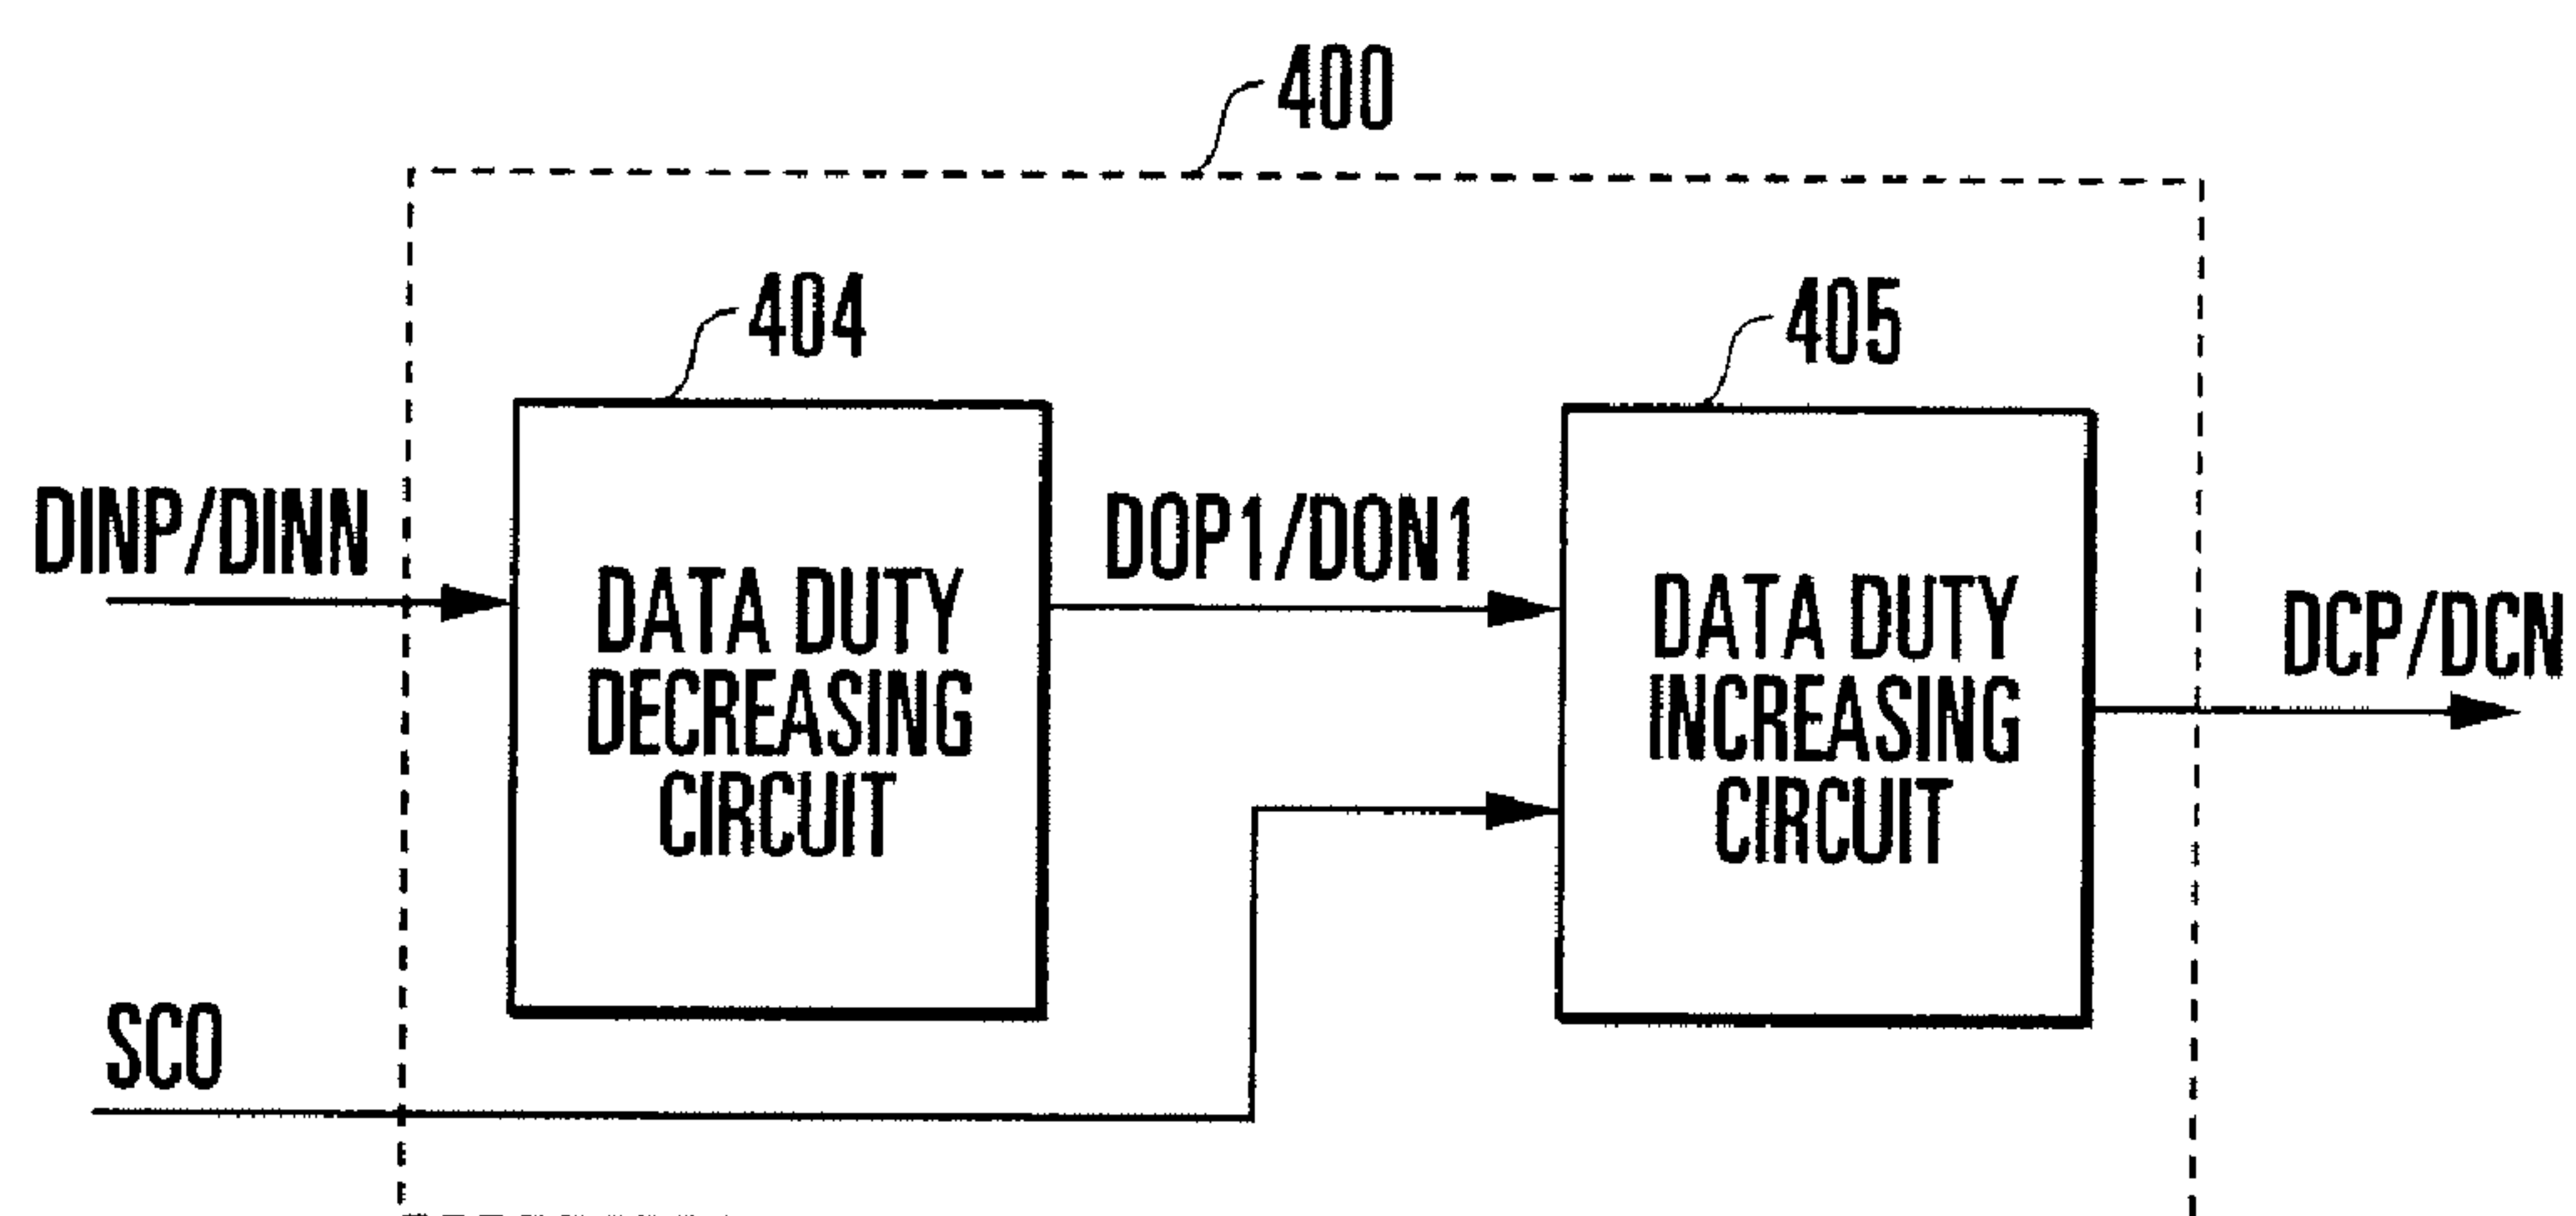 400
404
405
DINP/DINN
DOP1/DON1
DATA DUTY
DECREASING
CIRCUIT
DATA DUTY
INCREASING
CIRCUIT
DCP/DCN
SCO